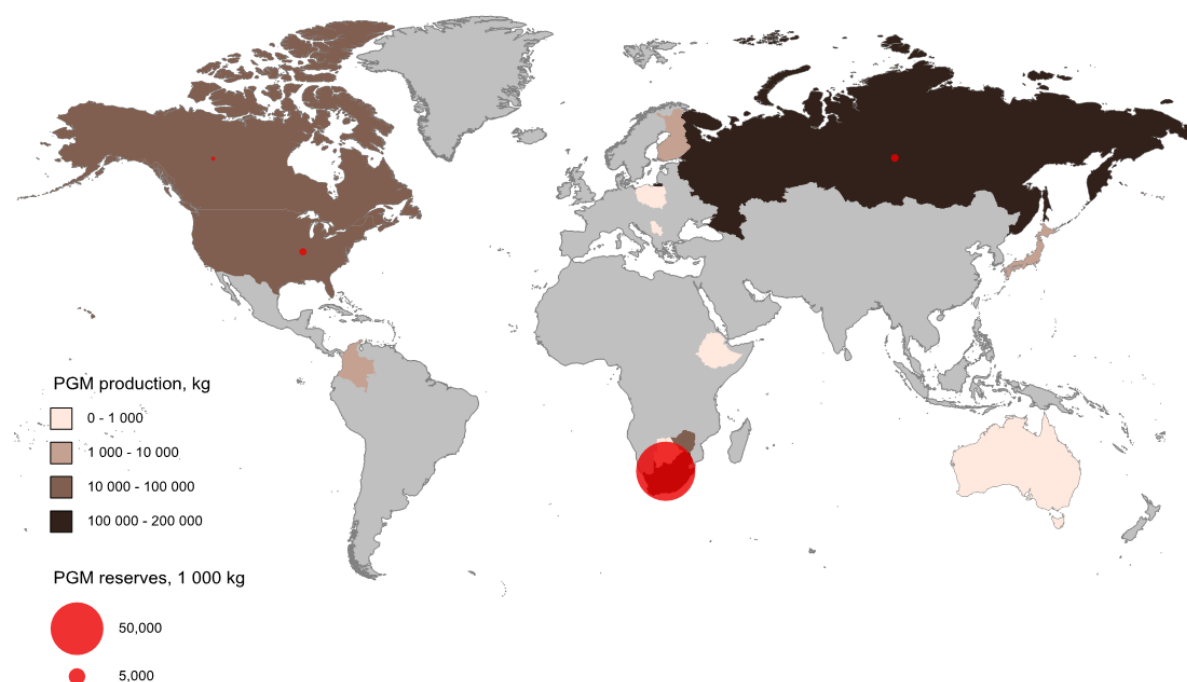 PGM production, kg
0 - 1 000
1 000 - 10 000
10 000 - 100 000
100 000 - 200 000
PGM reserves, 1 000 kg
50,000
5,000